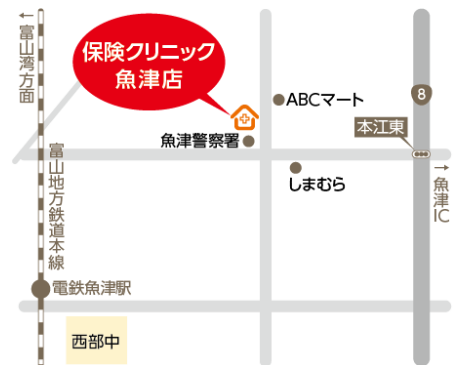 ←富山湾方面
保険クリニック
魚津店
ABCマート
8
本江東
魚津警察署
しまむら
→魚津IC
富山地方鉄道本線
電鉄魚津駅
西部中